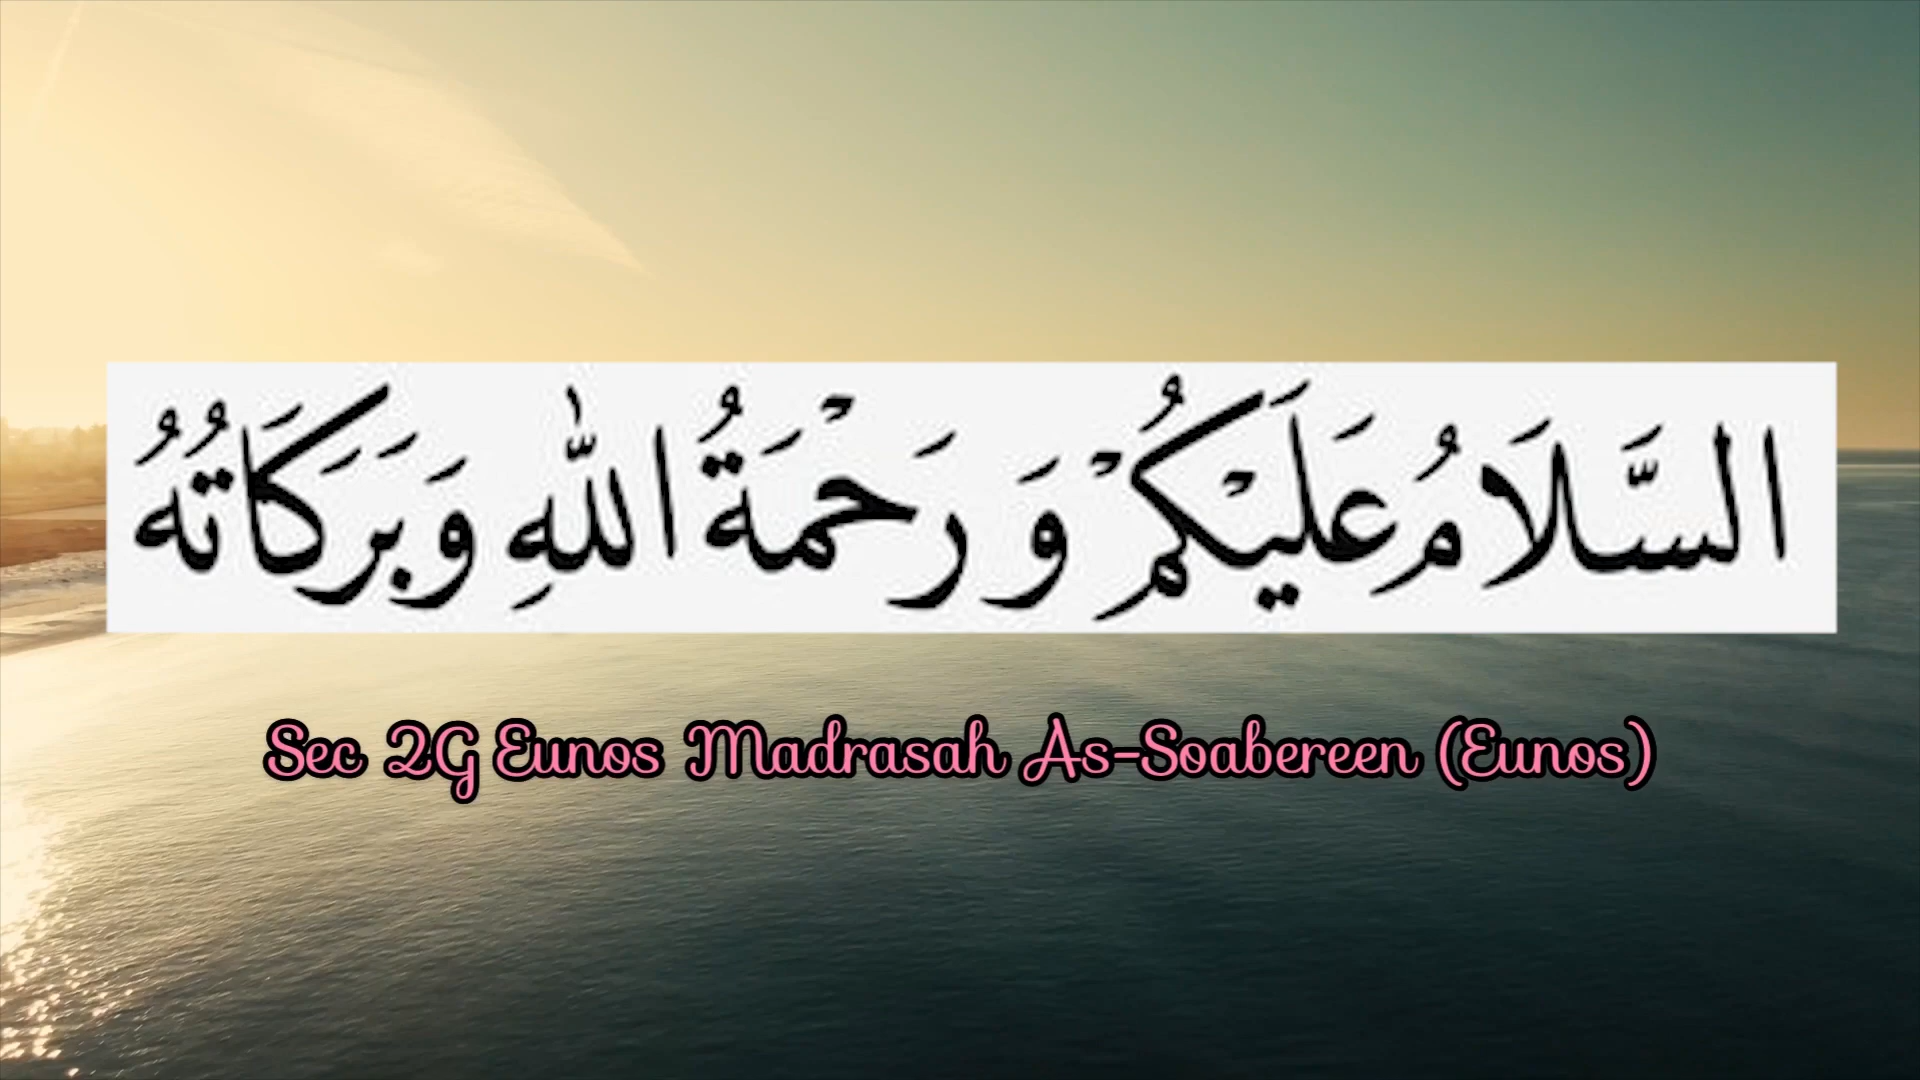 السَّلَامُ عَلَيْكُمْ وَ رَحْمَةُ اللهِ وَبَرَكَاتُهُ
Sec 2G Eunos Madrasah As-Soabereen (Eunos)